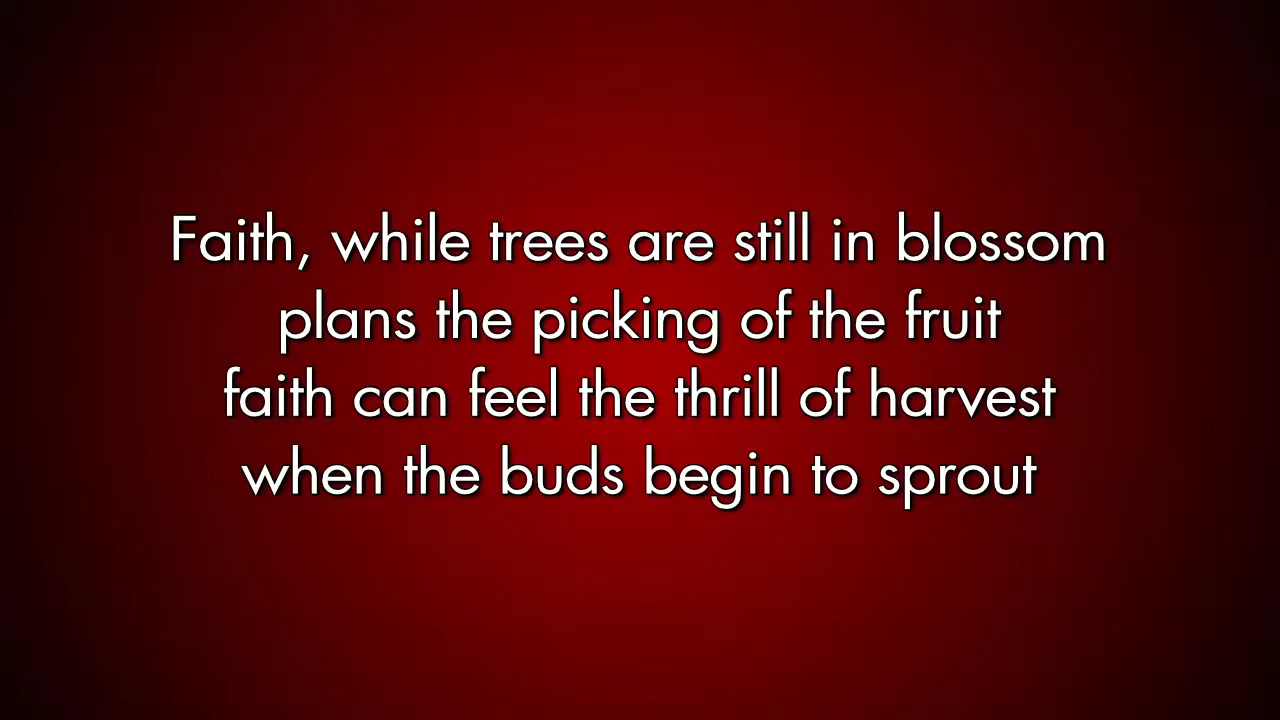 Faith, while trees are still in blossom
plans the picking of the fruit
faith can feel the thrill of harvest
when the buds begin to sprout